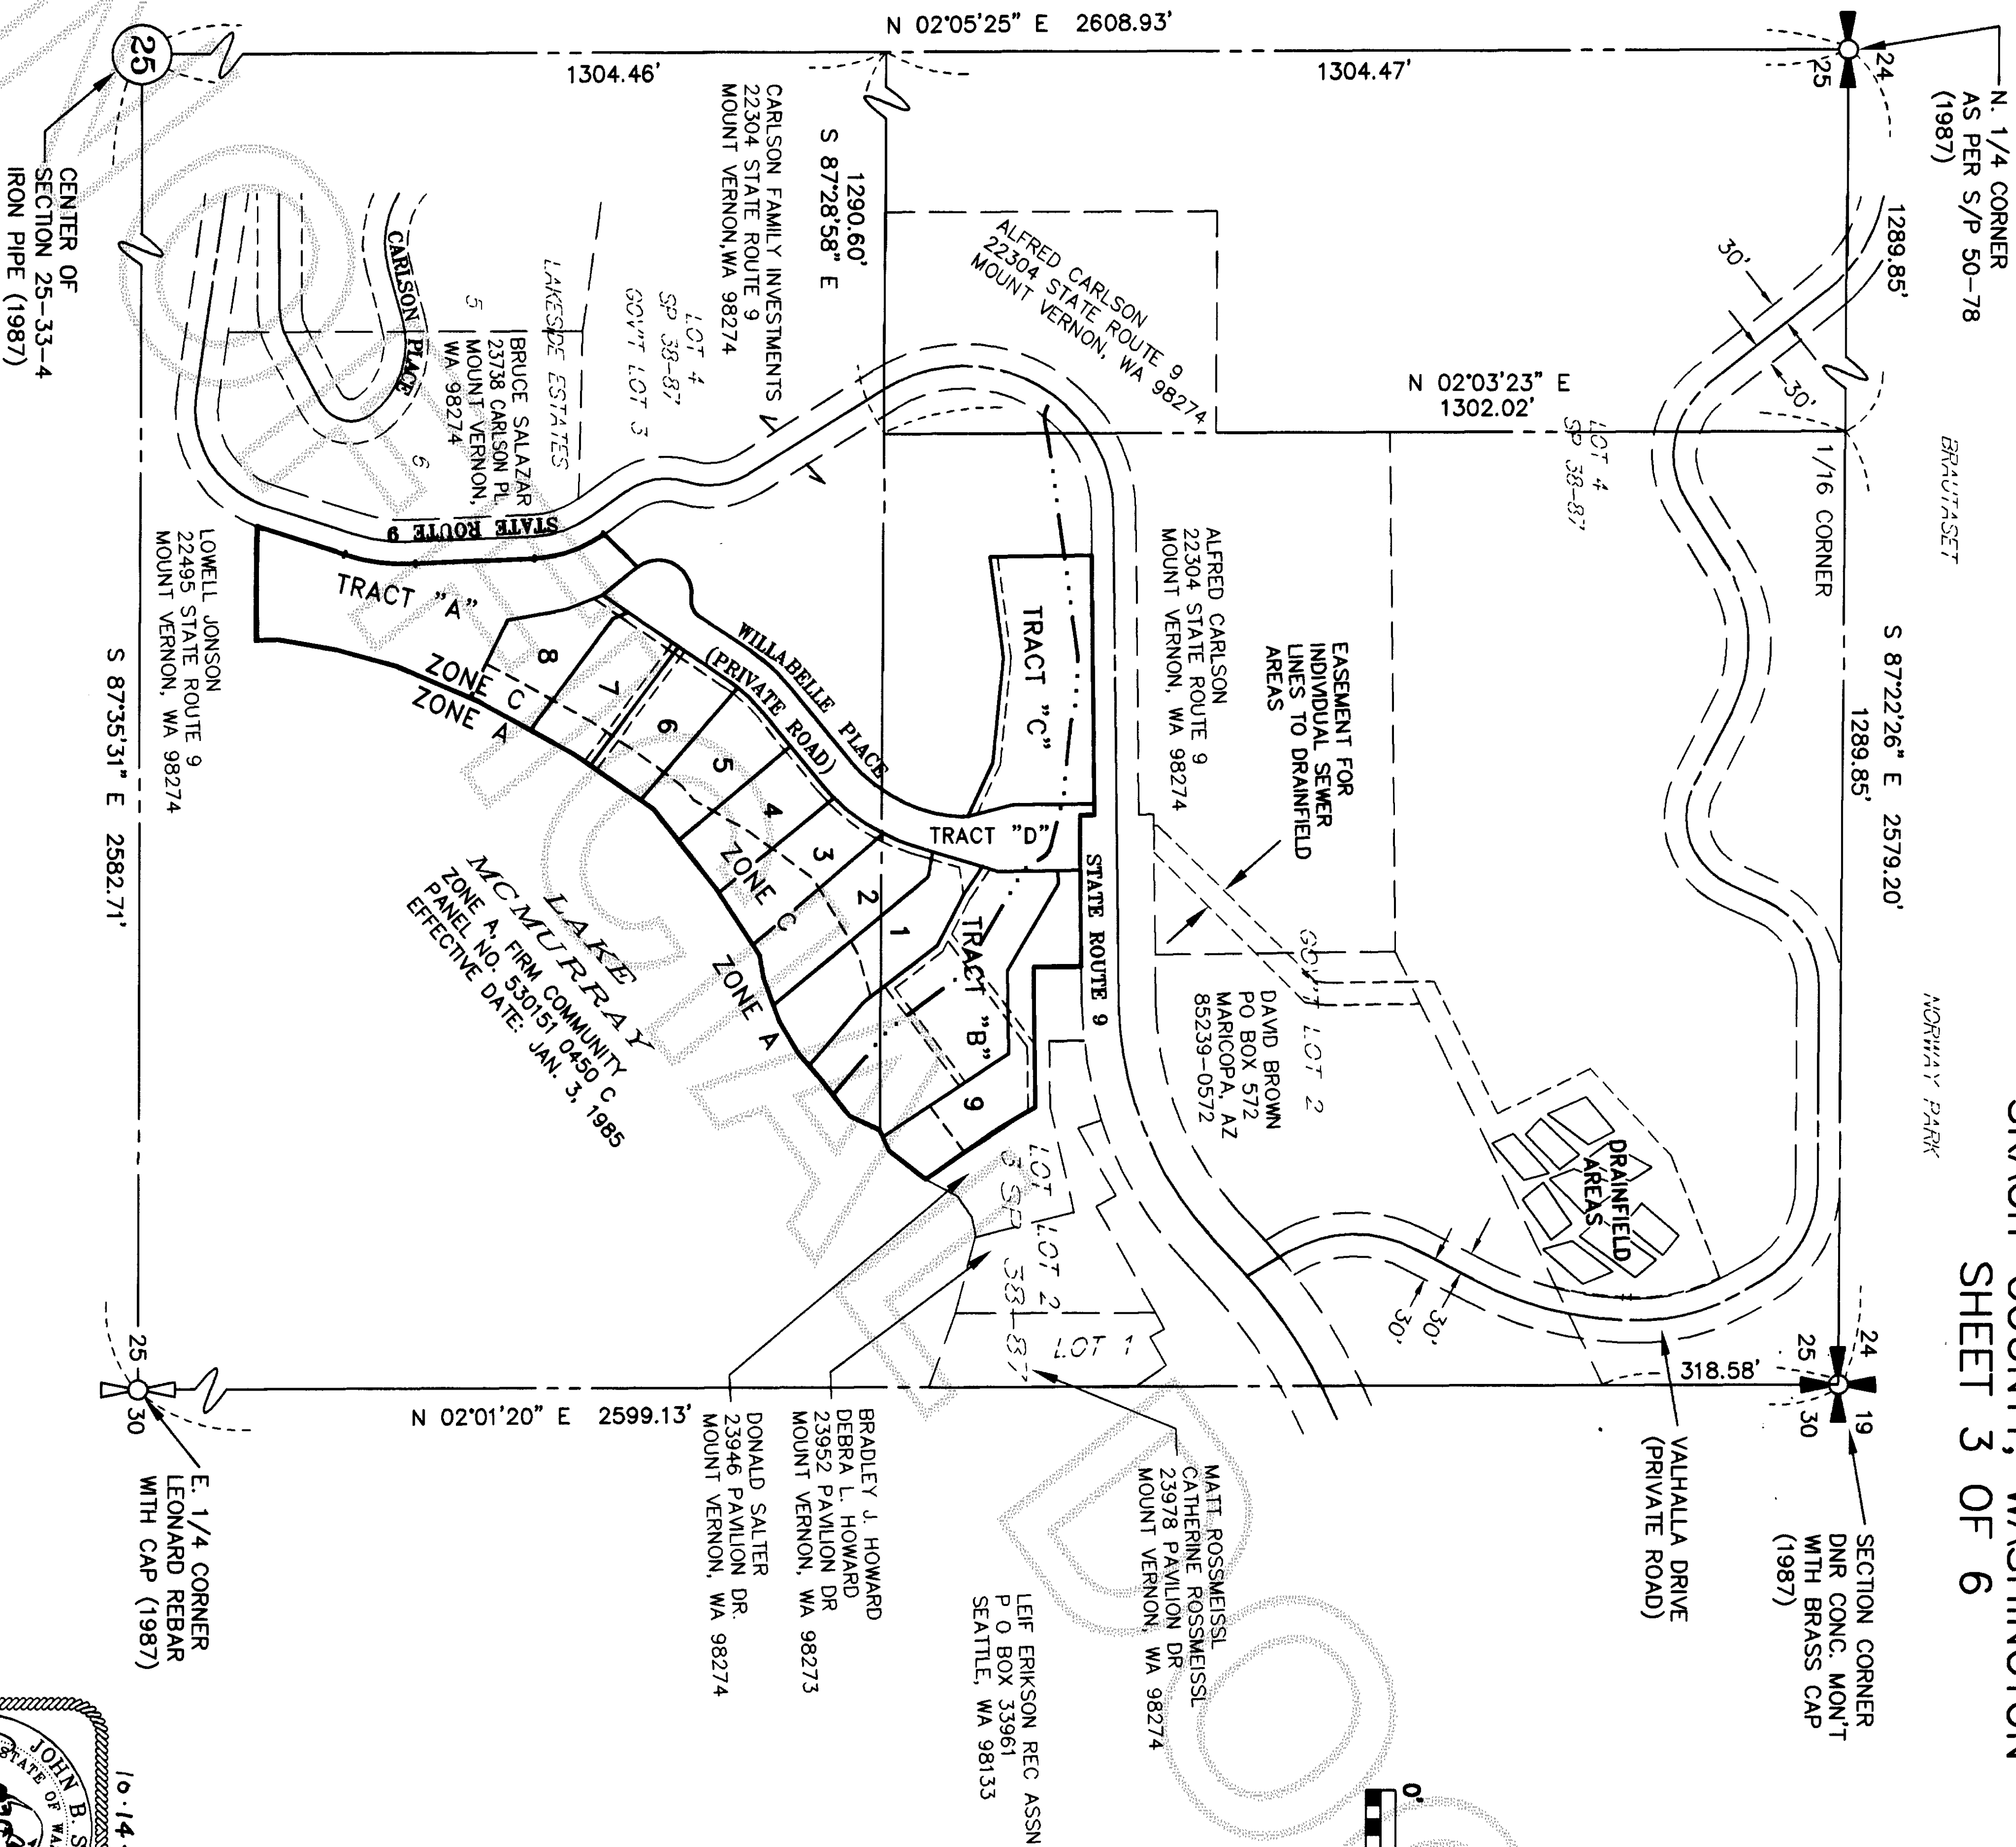 SHEET 3 OF 6
N. 1/4 CORNER
AS PER S/P 50-78
(1987)
24
25
1289.85'
BRAUTASET
S 87°22'26" E 2579.20'
1289.85'
NORWAY PARK
24
19
25
30
SECTION CORNER
DNR CONC. MON'T
WITH BRASS CAP
(1987)
1/16 CORNER
30'
30'
N 02°05'25" E 2608.93'
1304.47'
1304.46'
N 02°03'23" E
1302.02'
LOT 4
SP 38-87
DRAINFIELD
AREAS
318.58'
VALHALLA DRIVE
(PRIVATE ROAD)
30'
30'
ALFRED CARLSON
22304 STATE ROUTE 9
MOUNT VERNON, WA 98274
EASEMENT FOR
INDIVIDUAL SEWER
LINES TO DRAINFIELD
AREAS
GOV'T LOT 2
DAVID BROWN
PO BOX 572
MARICOPA, AZ
85239-0572
ALFRED CARLSON
22304 STATE ROUTE 9
MOUNT VERNON, WA 98274
STATE ROUTE 9
TRACT "C"
TRACT "D"
TRACT "B"
1290.60'
S 87°28'58" E
CARLSON FAMILY INVESTMENTS
22304 STATE ROUTE 9
MOUNT VERNON,WA 98274
LOT 4
SP 38-87
GOVT LOT 3
LAKESIDE ESTATES
5
6
BRUCE SALAZAR
23738 CARLSON PL
MOUNT VERNON,
WA 98274
CARLSON PLACE
STATE ROUTE 9
WILLABELLE PLACE
(PRIVATE ROAD)
TRACT "A"
8
7
6
5
4
3
2
1
9
ZONE C
ZONE A
ZONE C
ZONE A
LAKE
MCMURRAY
ZONE A, FIRM COMMUNITY
PANEL NO. 530151 0450 C
EFFECTIVE DATE: JAN. 3, 1985
LOT
3 SP 38-87
LOT 2
LOT 1
MATT ROSSMEISSL
CATHERINE ROSSMEISSL
23978 PAVILION DR
MOUNT VERNON, WA 98274
LEIF ERIKSON REC ASSN
P O BOX 33961
SEATTLE, WA 98133
BRADLEY J. HOWARD
DEBRA L. HOWARD
23952 PAVILION DR
MOUNT VERNON, WA 98273
DONALD SALTER
23946 PAVILION DR.
MOUNT VERNON, WA 98274
N 02°01'20" E 2599.13'
LOWELL JONSON
22495 STATE ROUTE 9
MOUNT VERNON, WA 98274
S 87°35'31" E 2582.71'
25
CENTER OF
SECTION 25-33-4
IRON PIPE (1987)
25
30
E. 1/4 CORNER
LEONARD REBAR
WITH CAP (1987)
0'
JOHN B. S
STATE OF WA
UNOFFICIAL DO